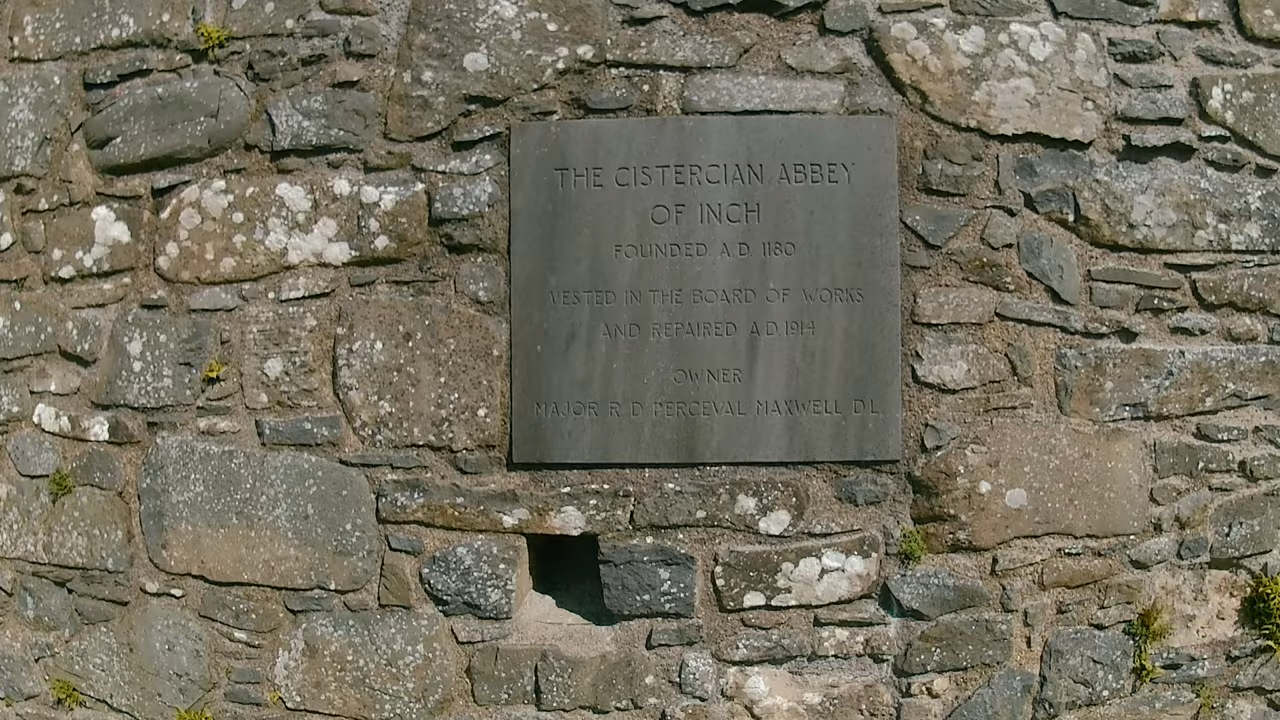 THE CISTERCIAN ABBEY
OF INCH
FOUNDED A.D 1180
VESTED IN THE BOARD OF WORKS
AND REPAIRED A.D.1914
OWNER
MAJOR R D PERCEVAL MAXWELL D L